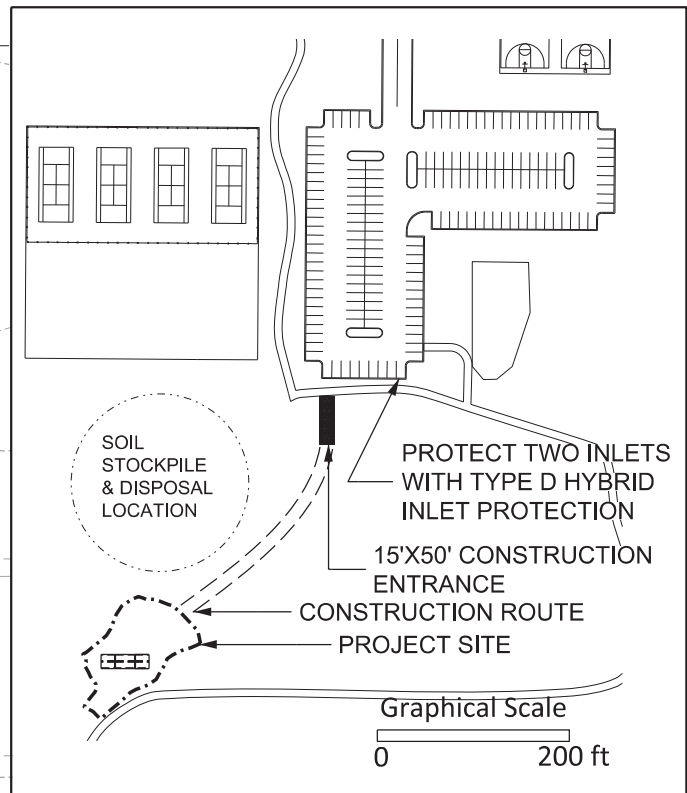 SOIL
STOCKPILE
& DISPOSAL
LOCATION
PROTECT TWO INLETS
WITH TYPE D HYBRID
INLET PROTECTION
15'X50' CONSTRUCTION
ENTRANCE
CONSTRUCTION ROUTE
PROJECT SITE
Graphical Scale
0 200 ft